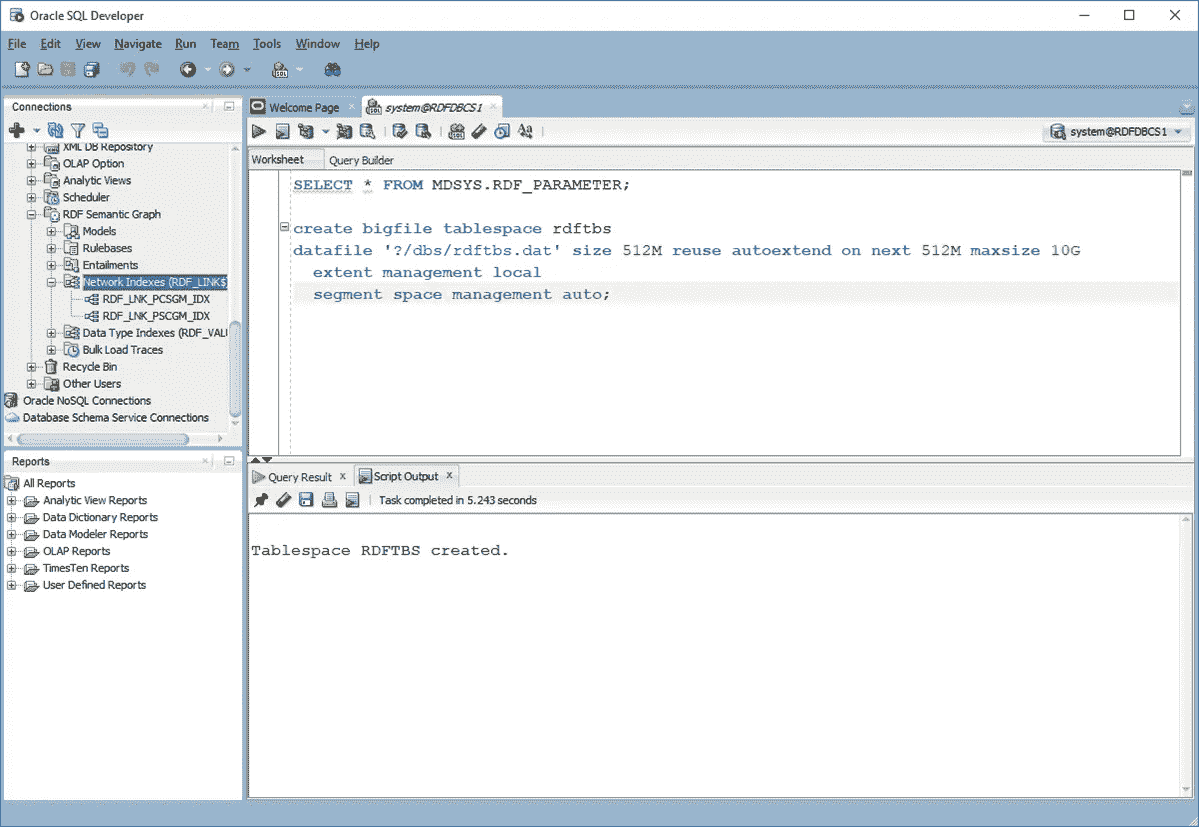 Oracle SQL Developer
File Edit View Navigate Run Team Tools Window Help
Connections
XML DB Repository
OLAP Option
Analytic Views
Scheduler
RDF Semantic Graph
Models
Rulebases
Entailments
Network Indexes (RDF_LINK$
RDF_LNK_PCSGM_IDX
RDF_LNK_PSCGM_IDX
Data Type Indexes (RDF_VAL
Bulk Load Traces
Recycle Bin
Other Users
Oracle NoSQL Connections
Database Schema Service Connections
Reports
All Reports
Analytic View Reports
Data Dictionary Reports
Data Modeler Reports
OLAP Reports
TimesTen Reports
User Defined Reports
Welcome Page system@RDFDBCS1
system@RDFDBCS1
Worksheet Query Builder
SELECT * FROM MDSYS.RDF_PARAMETER;
create bigfile tablespace rdftbs
datafile '?/dbs/rdftbs.dat' size 512M reuse autoextend on next 512M maxsize 10G
extent management local
segment space management auto;
Query Result Script Output
Task completed in 5.243 seconds
Tablespace RDFTBS created.